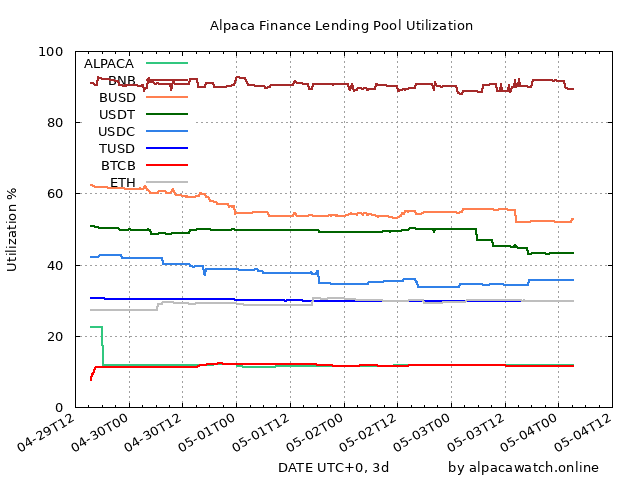 Alpaca Finance Lending Pool Utilization
Utilization %
100
80
60
40
20
0
ALPACA
BNB
BUSD
USDT
USDC
TUSD
BTCB
ETH
04-29T12
04-30T00
04-30T12
05-01T00
05-01T12
05-02T00
05-02T12
05-03T00
05-03T12
05-04T00
05-04T12
DATE UTC+0, 3d
by alpacawatch.online